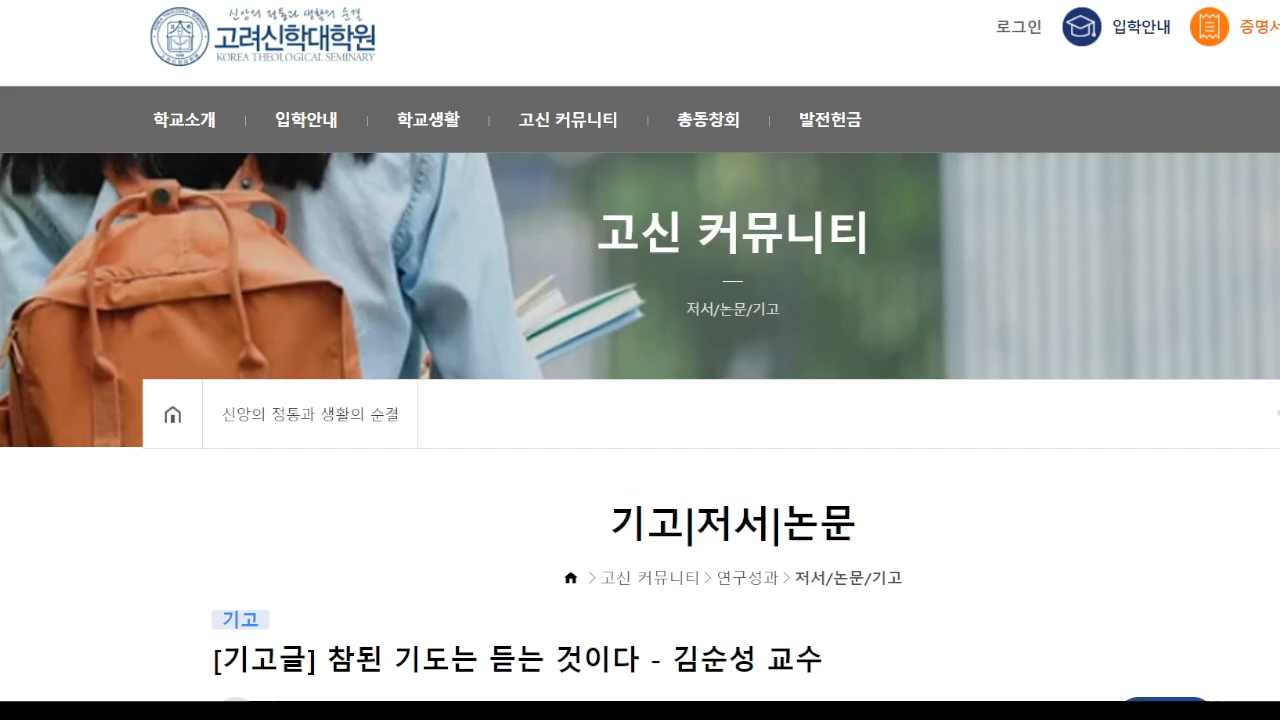 신앙의 정통과 생활의 순결
고려신학대학원
KOREA THEOLOGICAL SEMINARY
로그인 입학안내 증명서
학교소개 입학안내 학교생활 고신 커뮤니티 총동창회 발전헌금
고신 커뮤니티
저서/논문/기고
신앙의 정통과 생활의 순결
기고|저서|논문
고신 커뮤니티 > 연구성과 > 저서/논문/기고
기고
[기고글] 참된 기도는 듣는 것이다 - 김순성 교수